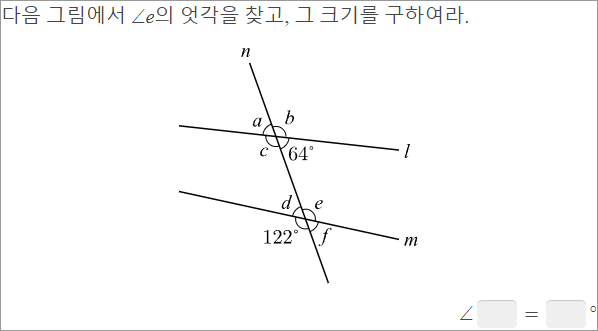 다음 그림에서 ∠e의 엇각을 찾고, 그 크기를 구하여라.
n
a b
c 64°
l
d e
122° f
m
∠ = °